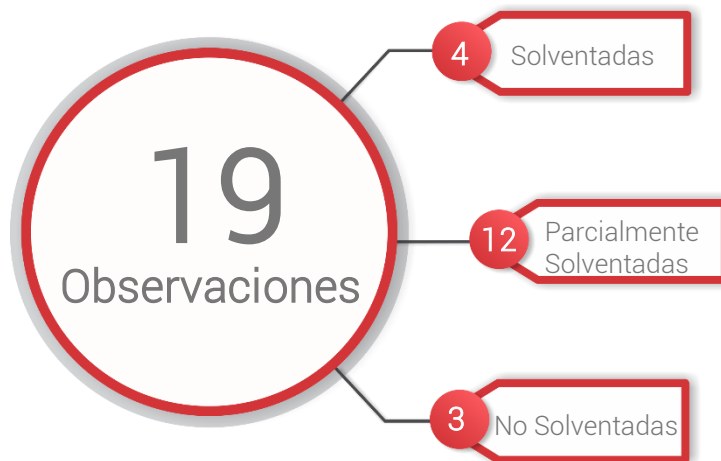 19
Observaciones
4
Solventadas
12
Parcialmente
Solventadas
3
No Solventadas